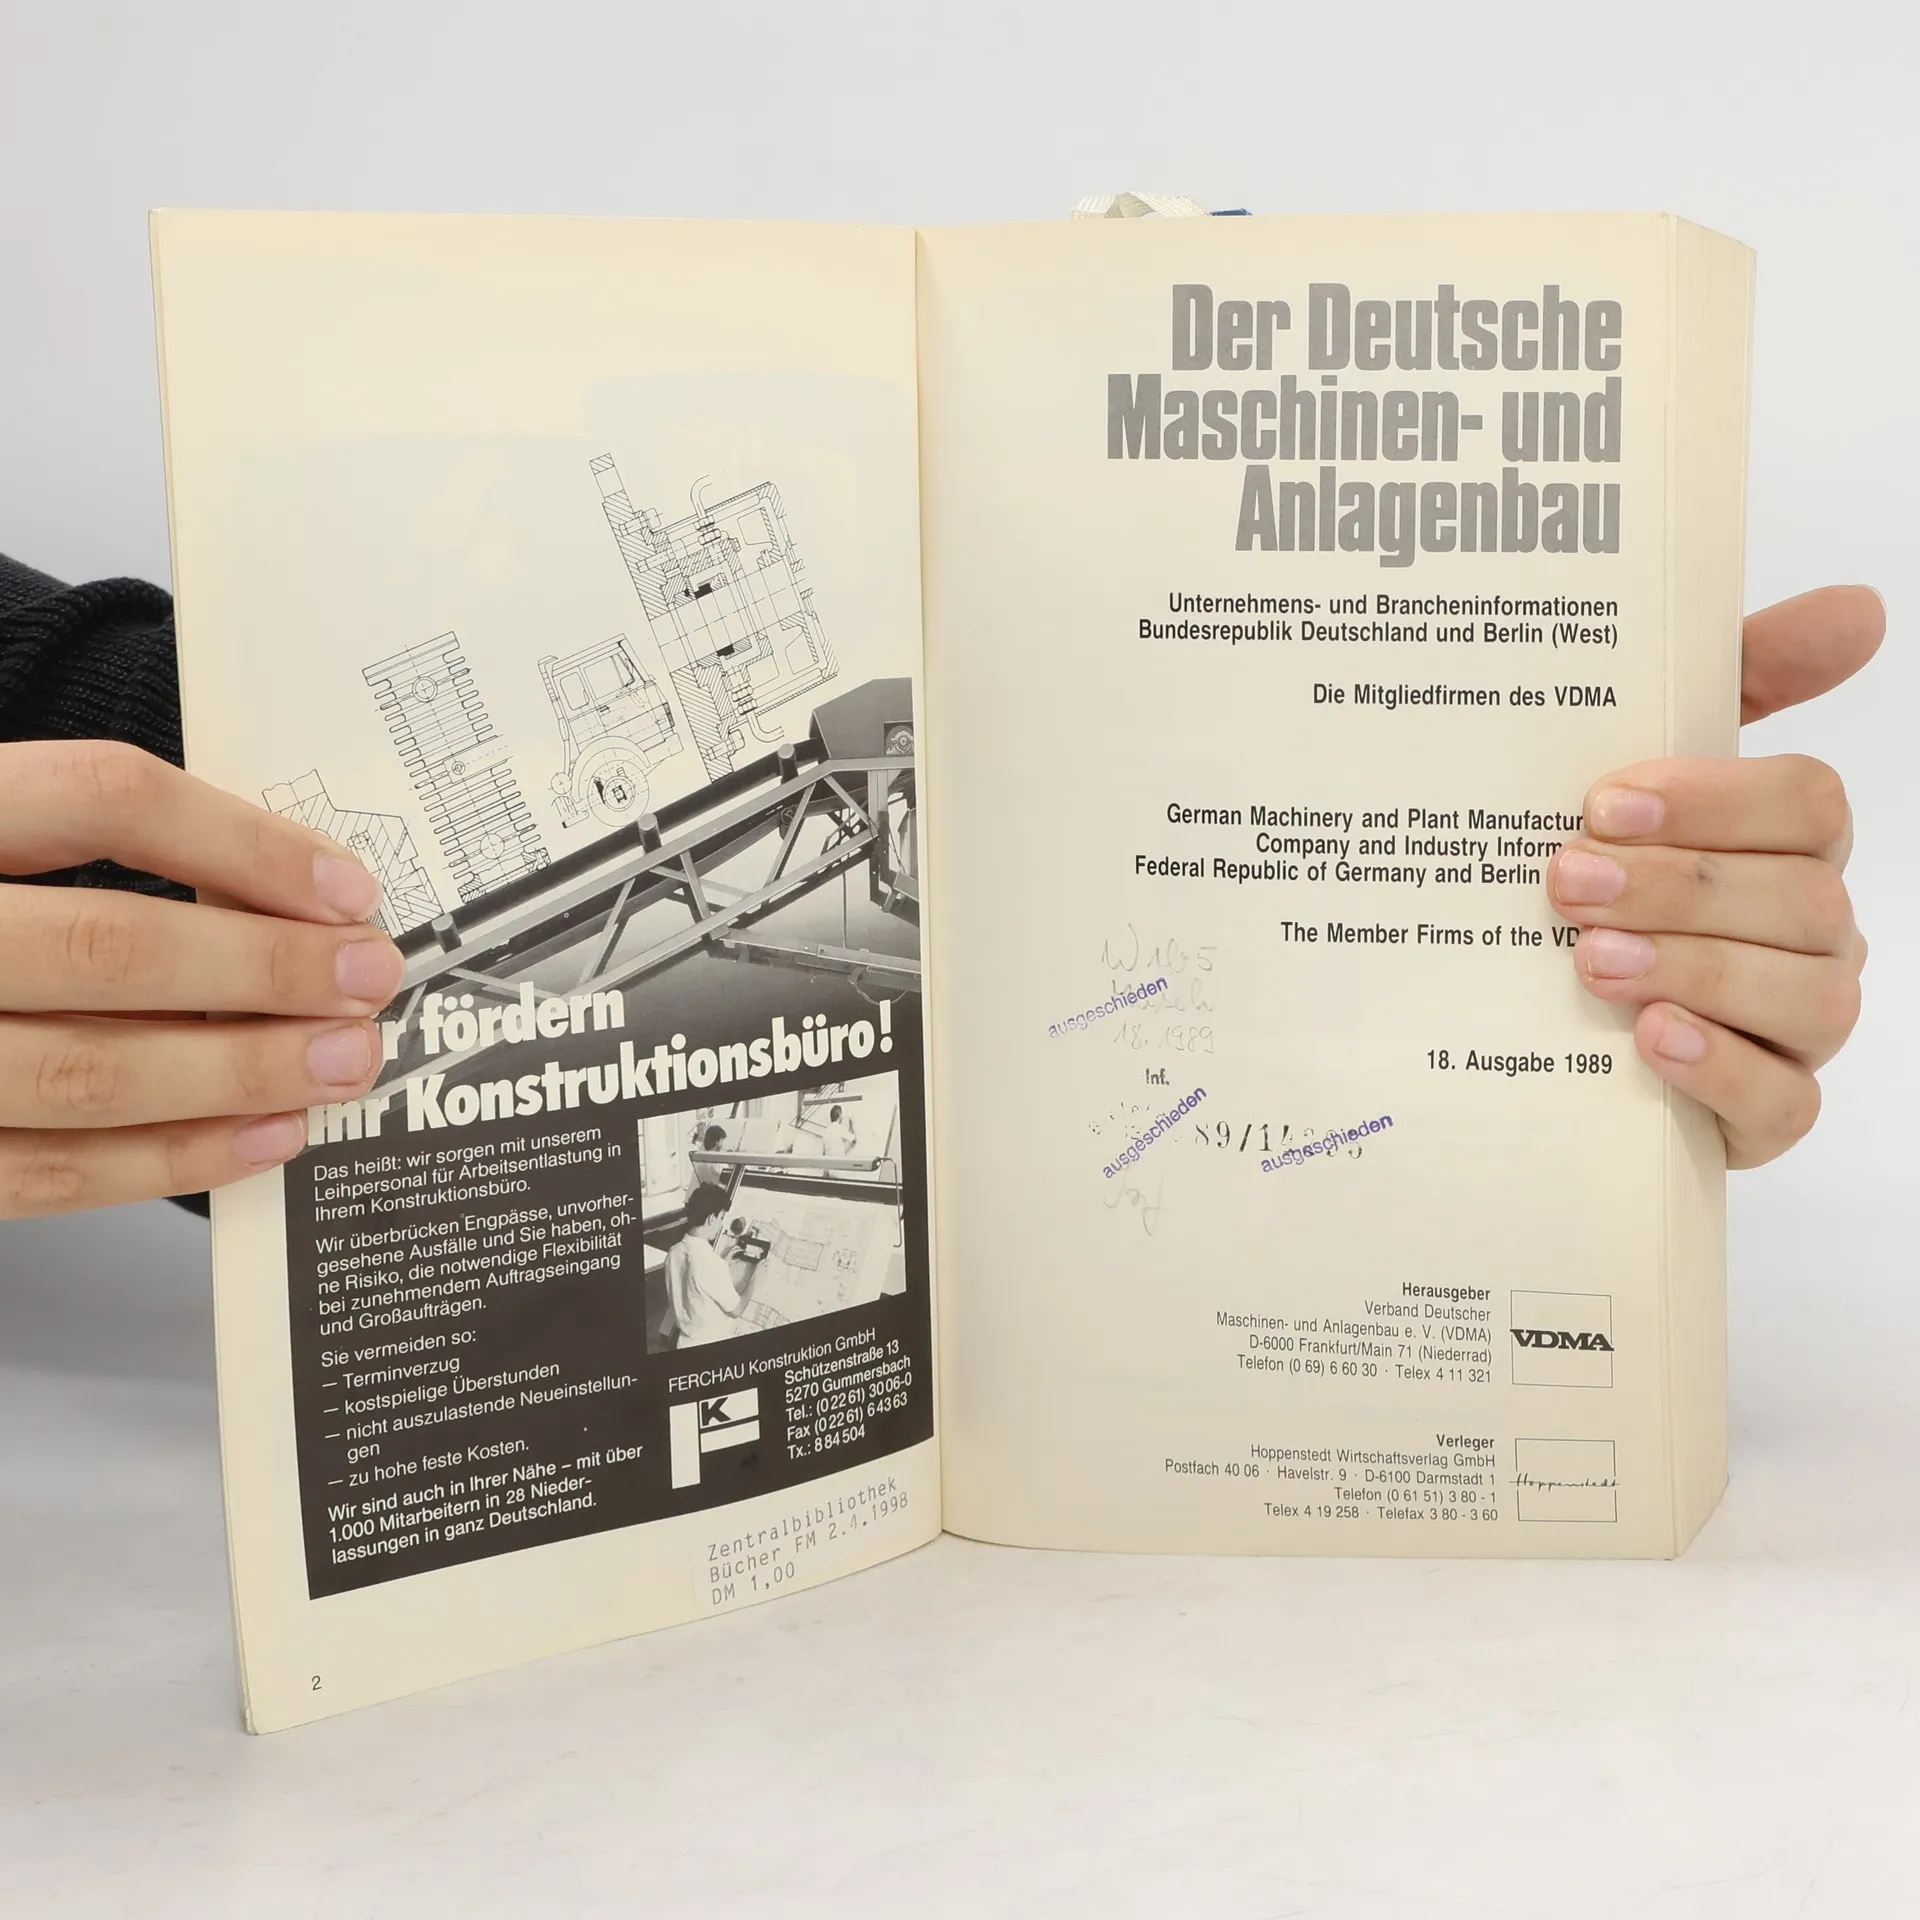 fördern
Ihr Konstruktionsbüro!
Das heißt: wir sorgen mit unserem
Leihpersonal für Arbeitsentlastung in
Ihrem Konstruktionsbüro.
Wir überbrücken Engpässe, unvorher-
gesehene Ausfälle und Sie haben, oh-
ne Risiko, die notwendige Flexibilität
bei zunehmendem Auftragseingang
und Großaufträgen.
Sie vermeiden so:
– Terminverzug
– kostspielige Überstunden
– nicht auszulastende Neueinstellun-
gen
– zu hohe feste Kosten.
Wir sind auch in Ihrer Nähe – mit über
1.000 Mitarbeitern in 28 Nieder-
lassungen in ganz Deutschland.
FERCHAU Konstruktion GmbH
Schützenstraße 13
5270 Gummersbach
Tel.: (0 22 61) 30 06-0
Fax (0 22 61) 6 43 63
Tx.: 8 84 504
K
Zentralbibliothek
Bücher FM 2.4.1998
DM 1,00
2
Der Deutsche
Maschinen- und
Anlagenbau
Unternehmens- und Brancheninformationen
Bundesrepublik Deutschland und Berlin (West)
Die Mitgliedfirmen des VDMA
German Machinery and Plant Manufactur
Company and Industry Inform
Federal Republic of Germany and Berlin
The Member Firms of the VD
ausgeschieden
18. 1989
18. Ausgabe 1989
Inf.
ausgeschieden
89/14
ausgeschieden
Herausgeber
Verband Deutscher
Maschinen- und Anlagenbau e. V. (VDMA)
D-6000 Frankfurt/Main 71 (Niederrad)
Telefon (0 69) 6 60 30 · Telex 4 11 321
VDMA
Verleger
Hoppenstedt Wirtschaftsverlag GmbH
Postfach 40 06 · Havelstr. 9 · D-6100 Darmstadt 1
Telefon (0 61 51) 3 80 - 1
Telex 4 19 258 · Telefax 3 80 - 3 60
Hoppenstedt